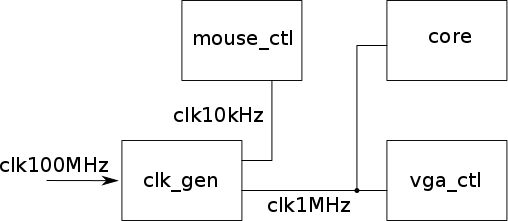 mouse_ctl
core
clk10kHz
clk100MHz
clk_gen
clk1MHz
vga_ctl